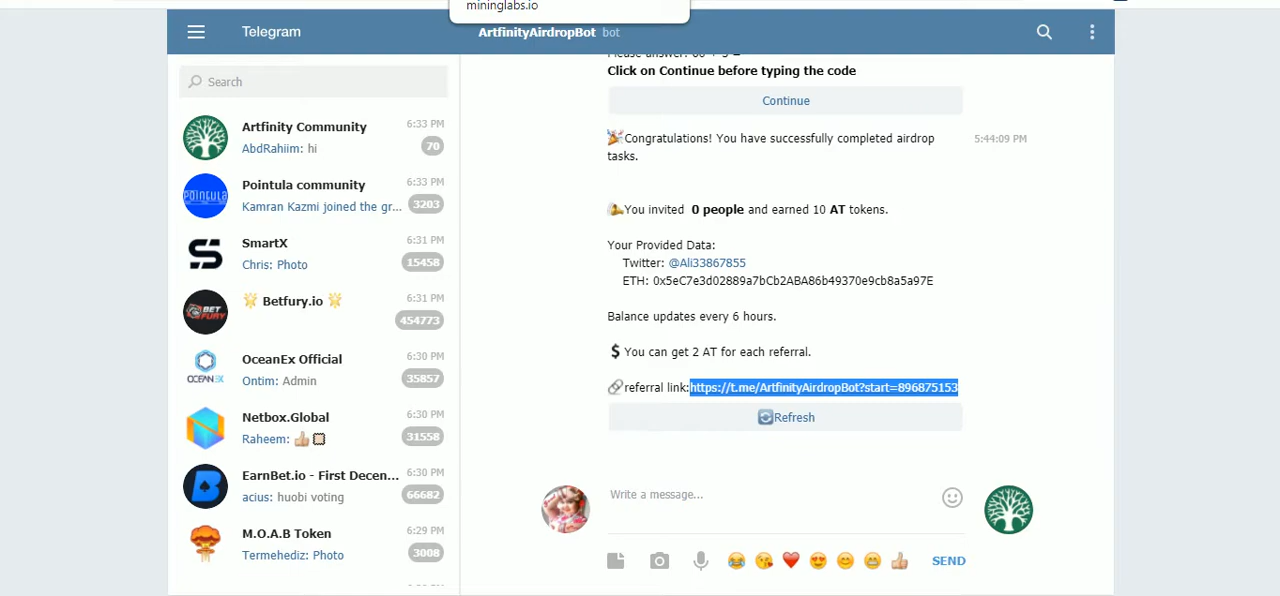 mininglabs.io
Telegram
ArtfinityAirdropBot bot
Search
Artfinity Community 6:33 PM
AbdRahiim: hi 70
Pointula community 6:33 PM
POINTULA
Kamran Kazmi joined the gr... 3203
SmartX 6:31 PM
Chris: Photo 15458
🌟 Betfury.io 🌟 6:31 PM
BET FURY
454773
OceanEx Official 6:30 PM
OCEANEX
Ontim: Admin 35857
Netbox.Global 6:30 PM
Raheem: 👍🏼 31558
EarnBet.io - First Decen... 6:30 PM
acius: huobi voting 66682
M.O.A.B Token 6:29 PM
Termehediz: Photo 3008
Click on Continue before typing the code
Continue
🎉Congratulations! You have successfully completed airdrop 5:44:09 PM
tasks.
You invited 0 people and earned 10 AT tokens.
Your Provided Data:
Twitter: @Ali33867855
ETH: 0x5eC7e3d02889a7bCb2ABA86b49370e9cb8a5a97E
Balance updates every 6 hours.
💲You can get 2 AT for each referral.
🔗referral link:https://t.me/ArtfinityAirdropBot?start=896875153
🔄Refresh
Write a message...
SEND